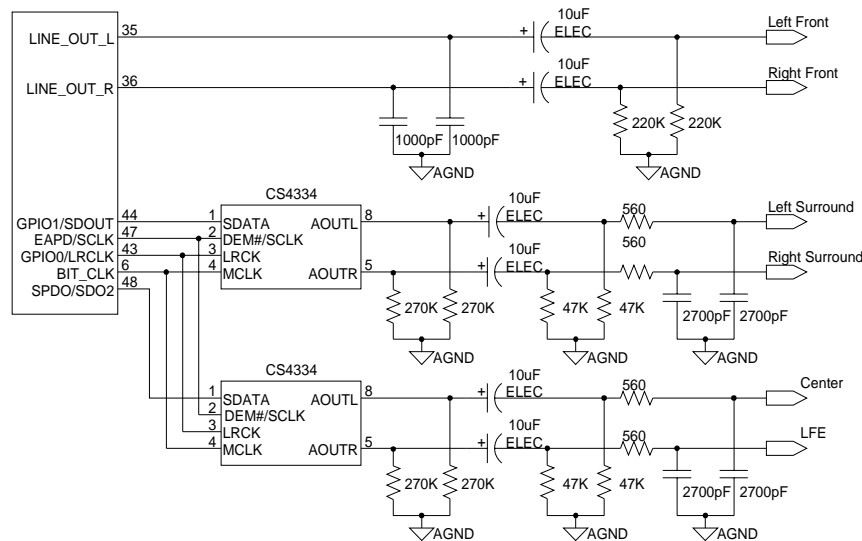 35
LINE_OUT_L
10uF
+
ELEC
Left Front
36
LINE_OUT_R
10uF
+
ELEC
Right Front
1000pF
1000pF
220K
220K
AGND
AGND
CS4334
10uF
GPIO1/SDOUT
44
1
SDATA
AOUTL
8
+
ELEC
560
Left Surround
EAPD/SCLK
47
2
DEM#/SCLK
10uF
560
GPIO0/LRCLK
43
3
LRCK
BIT_CLK
6
4
MCLK
AOUTR
5
+
ELEC
Right Surround
SPDO/SDO2
48
270K
270K
47K
47K
2700pF
2700pF
AGND
AGND
AGND
CS4334
10uF
1
SDATA
AOUTL
8
+
ELEC
560
Center
2
DEM#/SCLK
10uF
3
LRCK
560
LFE
4
MCLK
AOUTR
5
+
ELEC
270K
270K
47K
47K
2700pF
2700pF
AGND
AGND
AGND